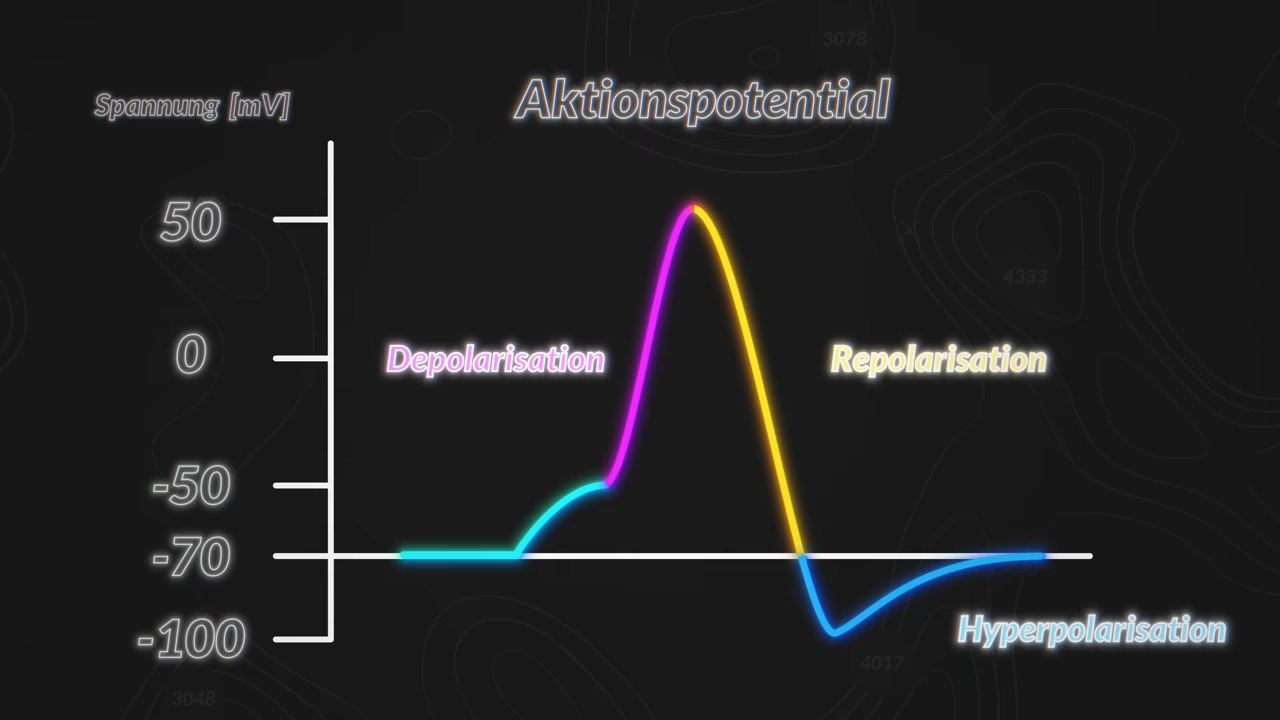 3078
Aktionspotential
Spannung [mV]
50
4333
0
Depolarisation
Repolarisation
-50
-70
-100
Hyperpolarisation
4017
3048